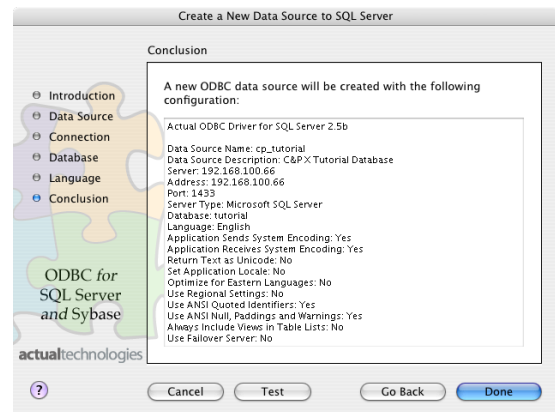 Create a New Data Source to SQL Server
Conclusion
Introduction
Data Source
Connection
Database
Language
Conclusion
ODBC for
SQL Server
and Sybase
actualtechnologies
A new ODBC data source will be created with the following
configuration:
Actual ODBC Driver for SQL Server 2.5b
Data Source Name: cp_tutorial
Data Source Description: C&P X Tutorial Database
Server: 192.168.100.66
Address: 192.168.100.66
Port: 1433
Server Type: Microsoft SQL Server
Database: tutorial
Language: English
Application Sends System Encoding: Yes
Application Receives System Encoding: Yes
Return Text as Unicode: No
Set Application Locale: No
Optimize for Eastern Languages: No
Use Regional Settings: No
Use ANSI Quoted Identifiers: Yes
Use ANSI Null, Paddings and Warnings: Yes
Always Include Views in Table Lists: No
Use Failover Server: No
?
Cancel
Test
Go Back
Done